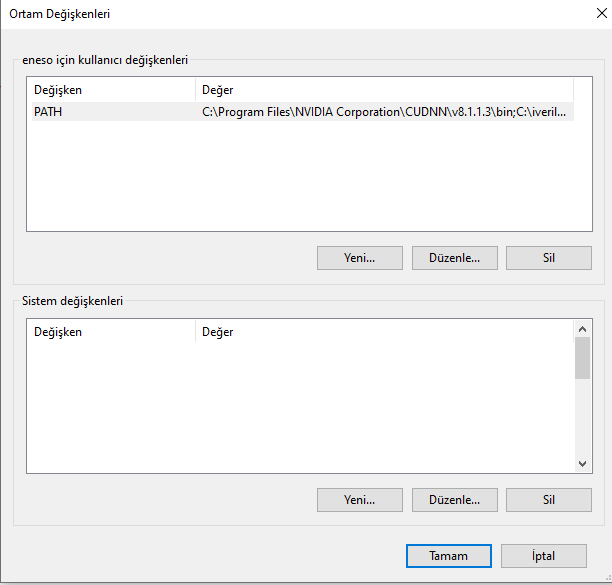 Ortam Değişkenleri
eneso için kullanıcı değişkenleri
Değişken Değer
PATH C:\Program Files\NVIDIA Corporation\CUDNN\v8.1.1.3\bin;C:\iveril...
Yeni... Düzenle... Sil
Sistem değişkenleri
Değişken Değer
Yeni... Düzenle... Sil
Tamam İptal